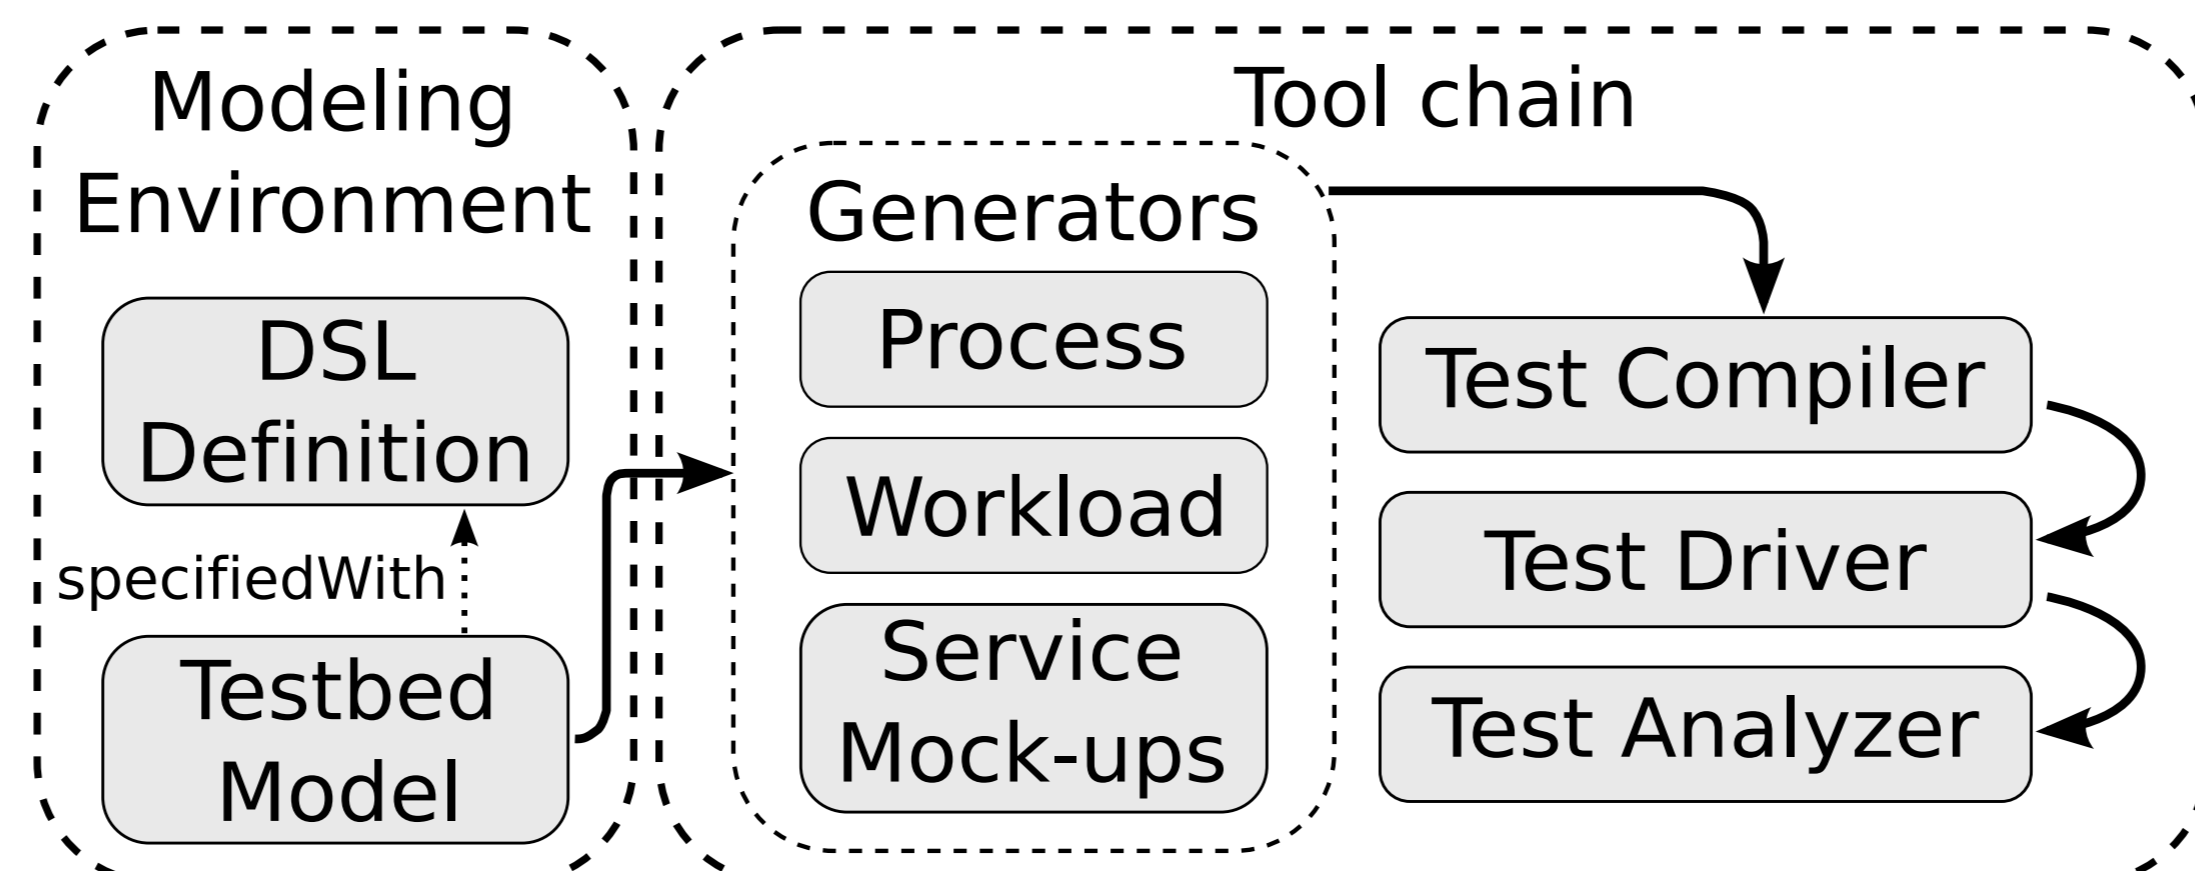 Modeling
Environment
DSL
Definition
specifiedWith
Testbed
Model
Tool chain
Generators
Process
Workload
Service
Mock-ups
Test Compiler
Test Driver
Test Analyzer